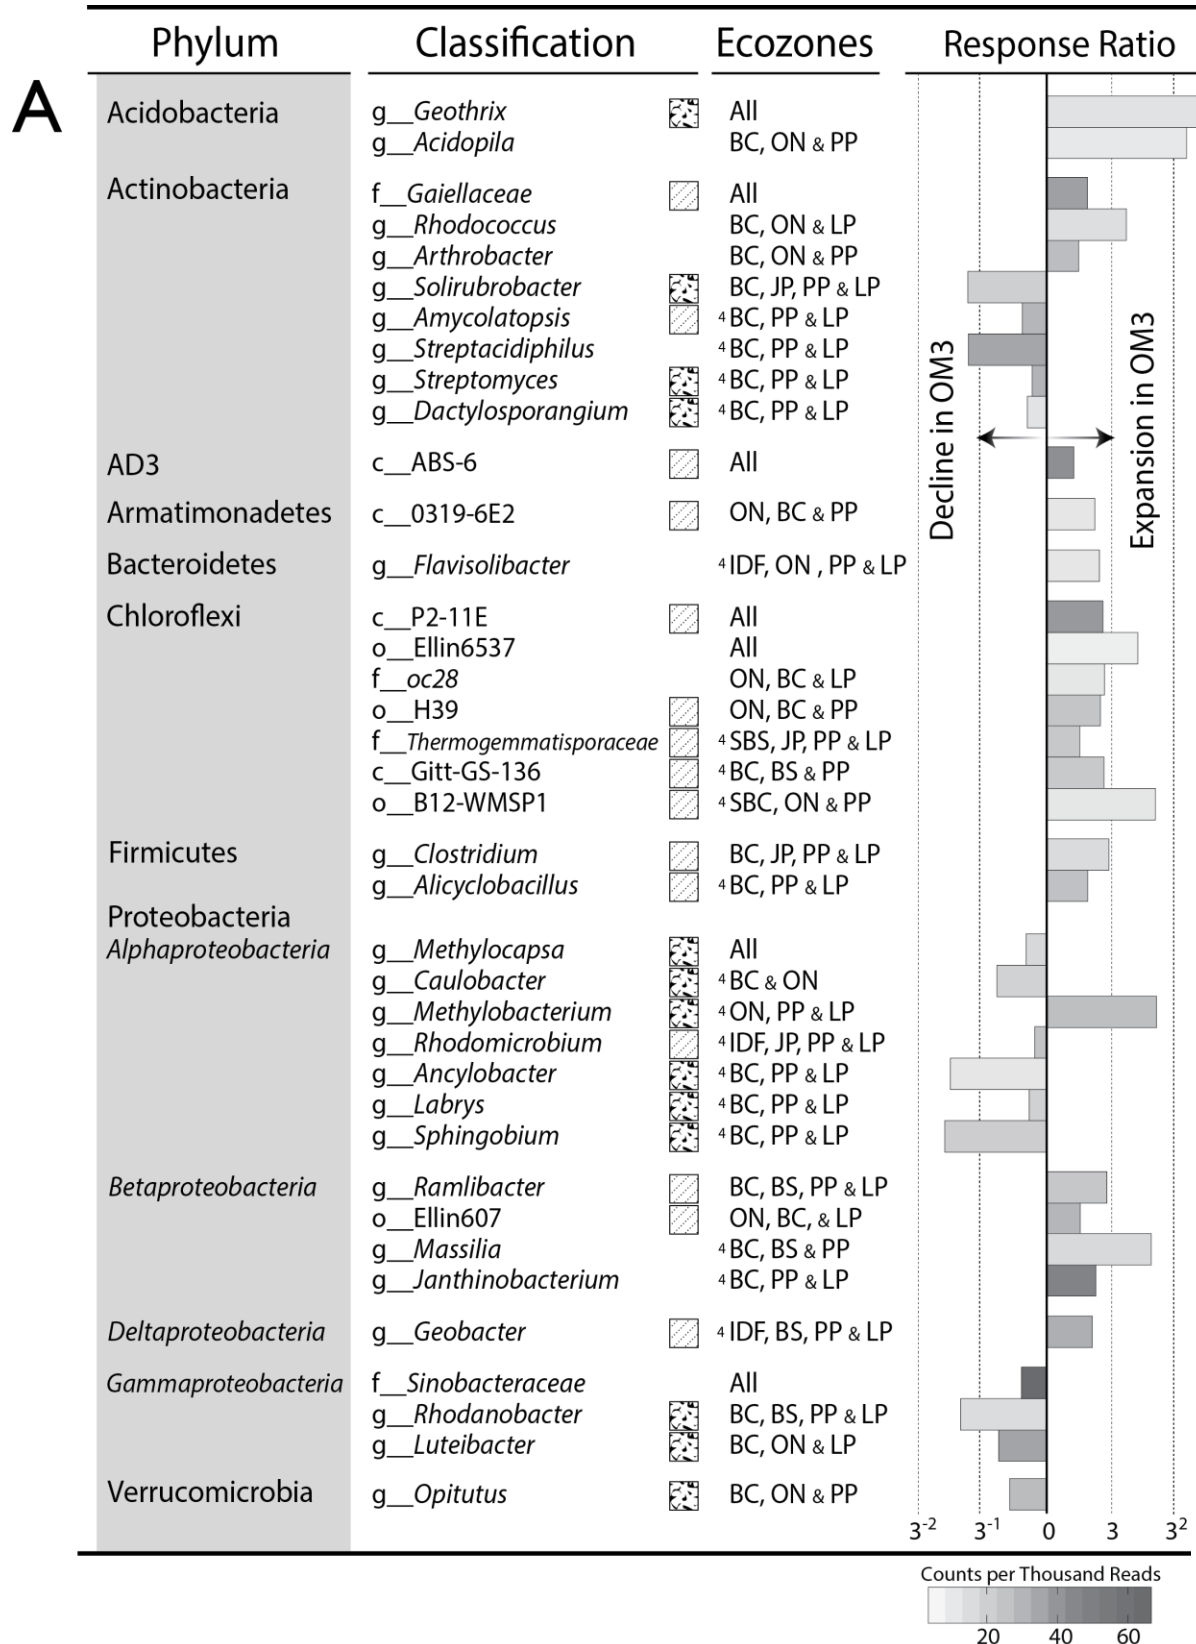 Phylum Classification Ecozones Response Ratio
A
Acidobacteria g__Geothrix All
g__Acidopila BC, ON & PP
Actinobacteria f__Gaiellaceae All
g__Rhodococcus BC, ON & LP
g__Arthrobacter BC, ON & PP
g__Solirubrobacter BC, JP, PP & LP
g__Amycolatopsis 4 BC, PP & LP
g__Streptacidiphilus 4 BC, PP & LP
g__Streptomyces 4 BC, PP & LP
g__Dactylosporangium 4 BC, PP & LP
Decline in OM3
Expansion in OM3
AD3 c__ABS-6 All
Armatimonadetes c__0319-6E2 ON, BC & PP
Bacteroidetes g__Flavisolibacter 4 IDF, ON , PP & LP
Chloroflexi c__P2-11E All
o__Ellin6537 All
f__oc28 ON, BC & LP
o__H39 ON, BC & PP
f__Thermogemmatisporaceae 4 SBS, JP, PP & LP
c__Gitt-GS-136 4 BC, BS & PP
o__B12-WMSP1 4 SBC, ON & PP
Firmicutes g__Clostridium BC, JP, PP & LP
g__Alicyclobacillus 4 BC, PP & LP
Proteobacteria
Alphaproteobacteria g__Methylocapsa All
g__Caulobacter 4 BC & ON
g__Methylobacterium 4 ON, PP & LP
g__Rhodomicrobium 4 IDF, JP, PP & LP
g__Ancylobacter 4 BC, PP & LP
g__Labrys 4 BC, PP & LP
g__Sphingobium 4 BC, PP & LP
Betaproteobacteria g__Ramlibacter BC, BS, PP & LP
o__Ellin607 ON, BC, & LP
g__Massilia 4 BC, BS & PP
g__Janthinobacterium 4 BC, PP & LP
Deltaproteobacteria g__Geobacter 4 IDF, BS, PP & LP
Gammaproteobacteria f__Sinobacteraceae All
g__Rhodanobacter BC, BS, PP & LP
g__Luteibacter BC, ON & LP
Verrucomicrobia g__Opitutus BC, ON & PP
3-2 3-1 0 3 32
Counts per Thousand Reads
20 40 60